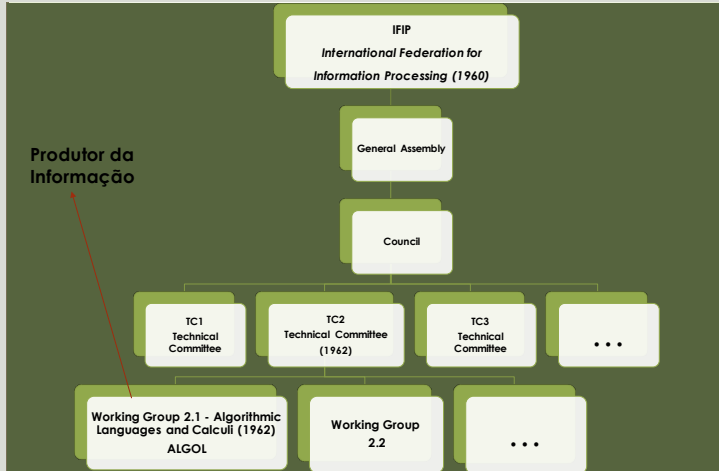 IFIP
International Federation for
Information Processing (1960)
General Assembly
Produtor da
Informação
Council
TC1
Technical
Committee
TC2
Technical Committee
(1962)
TC3
Technical
Committee
...
Working Group 2.1 - Algorithmic
Languages and Calculi (1962)
ALGOL
Working Group
2.2
...